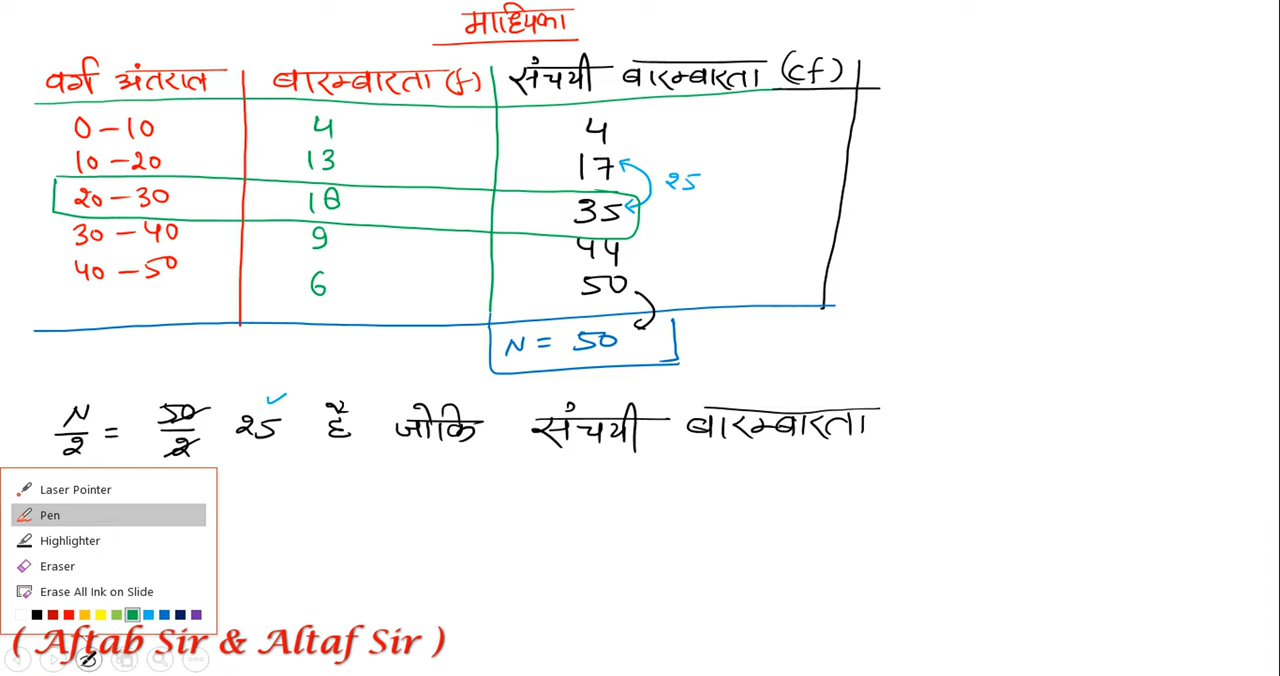 माध्यिका
वर्ग अंतराल बारम्बारता (f) संचयी बारम्बारता (cf)
0-10 4 4
10-20 13 17
25
20-30 18 35
30-40 9 44
40-50 6 50
N = 50
N/2 = 50/2 25 है जोकि संचयी बारम्बारता
Laser Pointer
Pen
Highlighter
Eraser
Erase All Ink on Slide
( Aftab Sir & Altaf Sir )